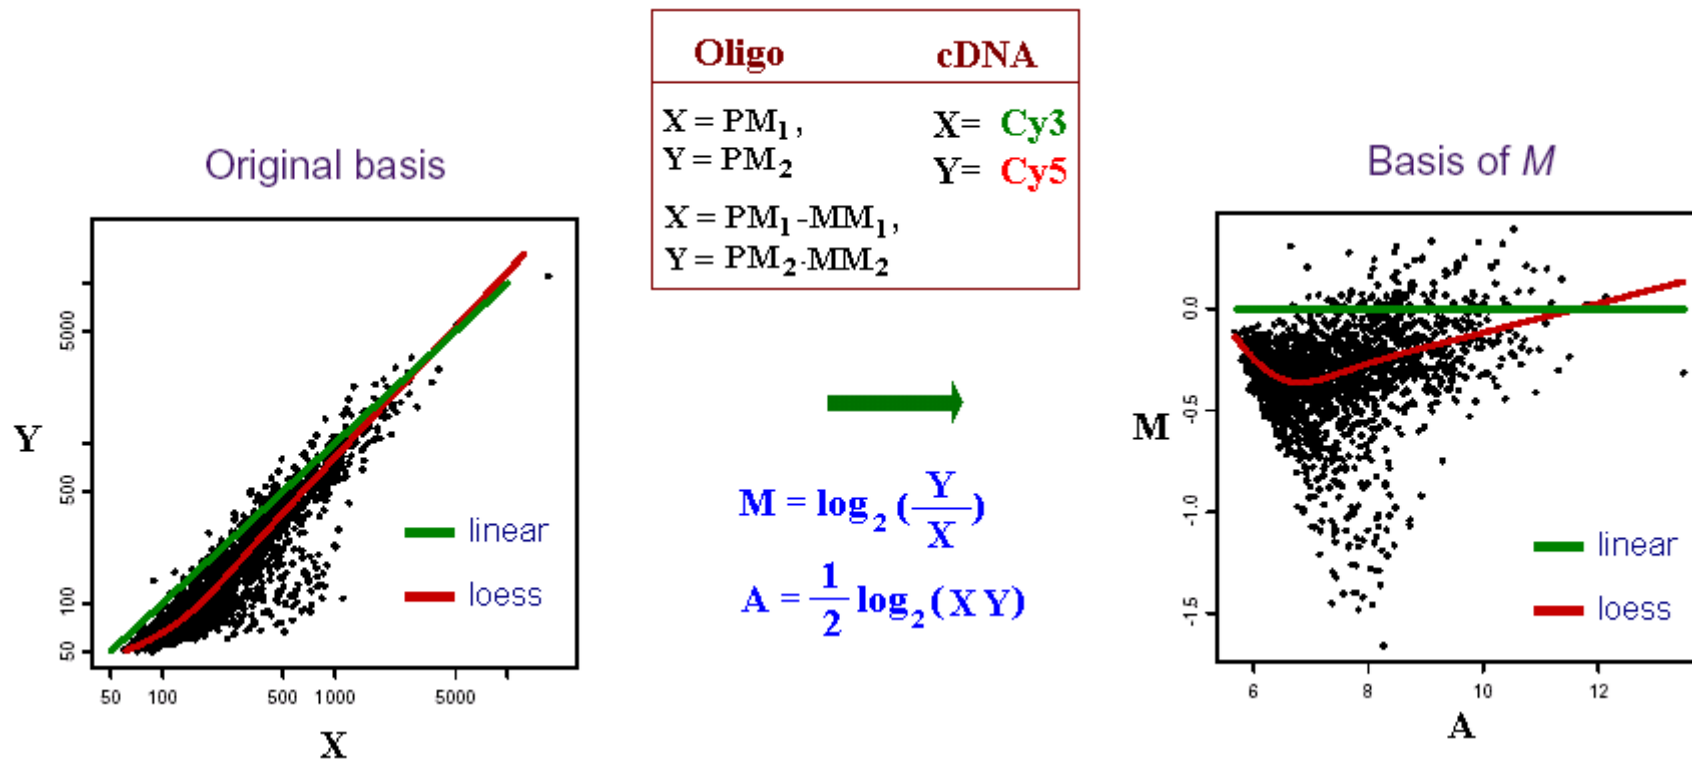 Oligo cDNA
X = PM1, X= Cy3
Y = PM2 Y= Cy5
X = PM1-MM1,
Y = PM2-MM2
Original basis
Y
5000
500
100
50
linear
loess
50 100 500 1000 5000
X
M = log2 (Y/X)
A = 1/2 log2 (X Y)
Basis of M
M
0.0
-0.5
-1.0
-1.5
linear
loess
6 8 10 12
A